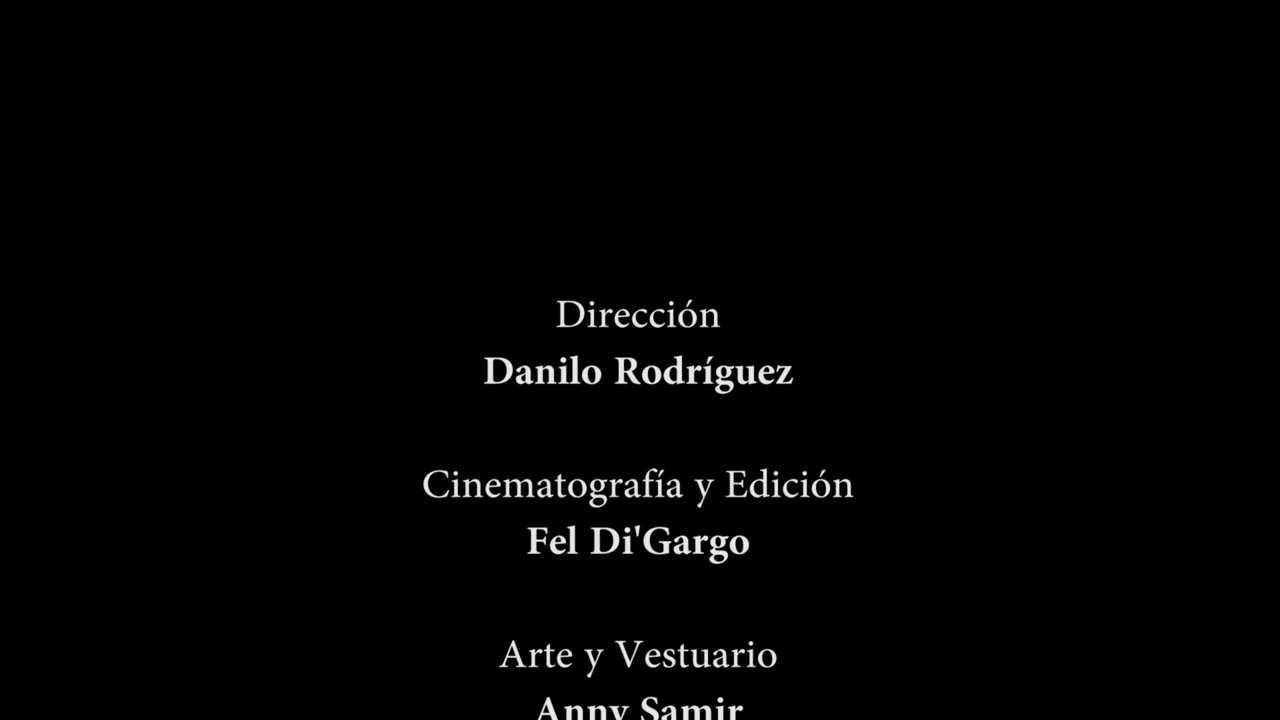 Dirección
Danilo Rodríguez
Cinematografía y Edición
Fel Di'Gargo
Arte y Vestuario
Anny Samir